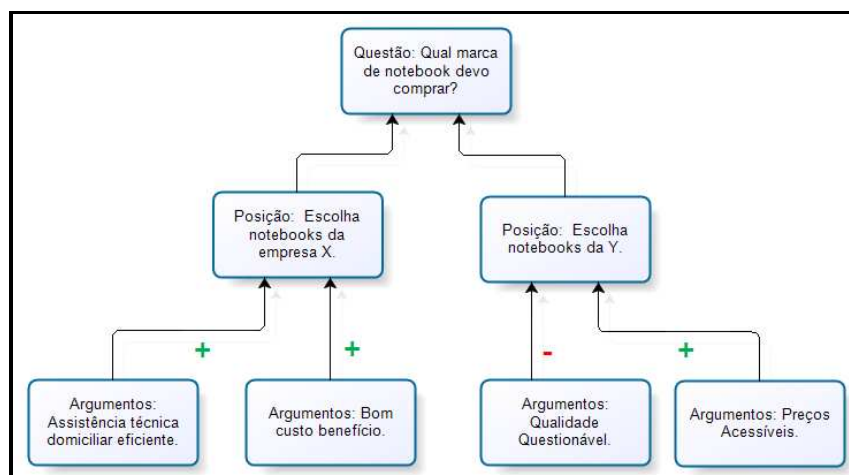 Questão: Qual marca
de notebook devo
comprar?
Posição:  Escolha
notebooks da
empresa X.
Posição:  Escolha
notebooks da Y.
+
+
-
+
Argumentos:
Assistência técnica
domiciliar eficiente.
Argumentos: Bom
custo benefício.
Argumentos:
Qualidade
Questionável.
Argumentos: Preços
Acessíveis.